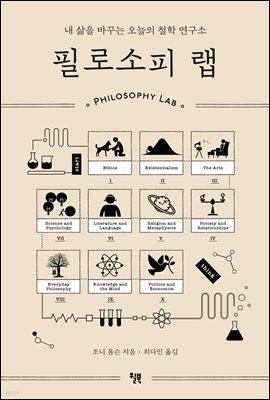 내 삶을 바꾸는 오늘의 철학 연구소
필로소피 랩
PHILOSOPHY LAB
start
Ethics
Existentialism
The Arts
I
II
III
Science and
Psychology
Literature and
Language
Religion and
Metaphysics
Society and
Relationships
VII
VI
V
IV
Everyday
Philosophy
Knowledge and
the Mind
Politics and
Economics
VIII
IX
X
think
조니 톰슨 지음 | 최다인 옮김
윌북